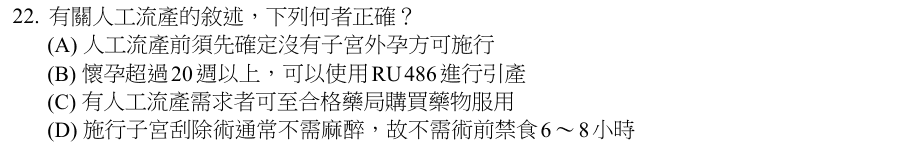 22. 有關人工流產的敘述，下列何者正確？
(A) 人工流產前須先確定沒有子宮外孕方可施行
(B) 懷孕超過20週以上，可以使用RU486進行引產
(C) 有人工流產需求者可至合格藥局購買藥物服用
(D) 施行子宮刮除術通常不需麻醉，故不需術前禁食6～8小時